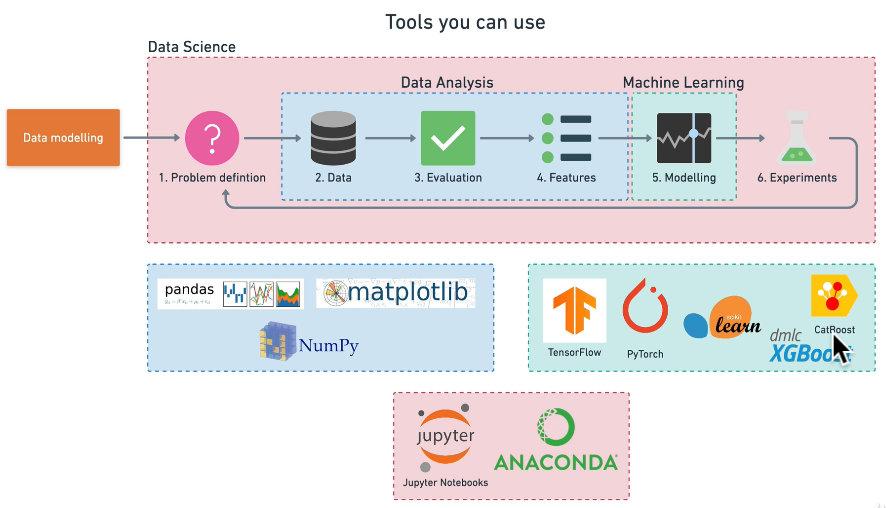 Tools you can use
Data Science
Data Analysis
Machine Learning
Data modelling
?
1. Problem defintion
2. Data
3. Evaluation
4. Features
5. Modelling
6. Experiments
pandas
matplotlib
NumPy
TensorFlow
PyTorch
scikit
learn
CatBoost
dmlc
XGBoost
jupyter
Jupyter Notebooks
ANACONDA